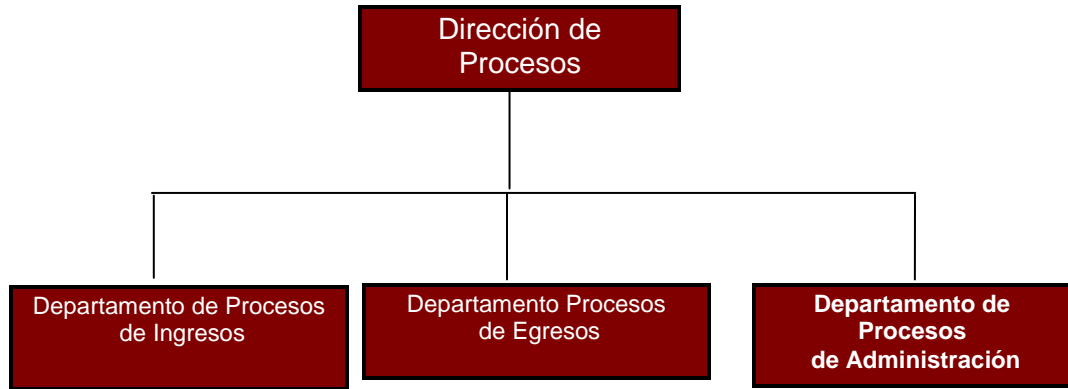 Dirección de
Procesos
Departamento de Procesos
de Ingresos
Departamento Procesos
de Egresos
Departamento de
Procesos
de Administración